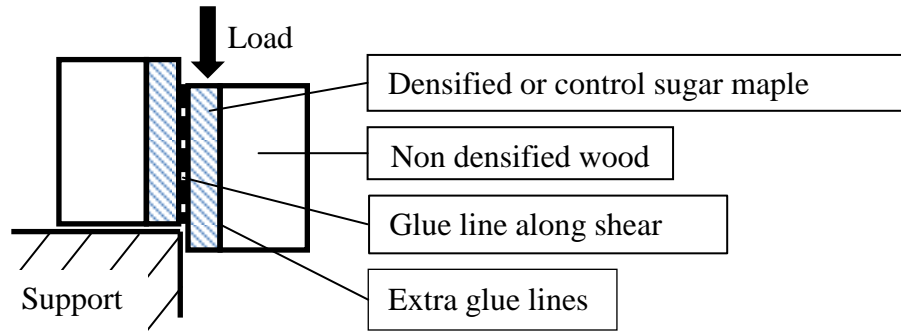 Load
Densified or control sugar maple
Non densified wood
Glue line along shear
Extra glue lines
Support